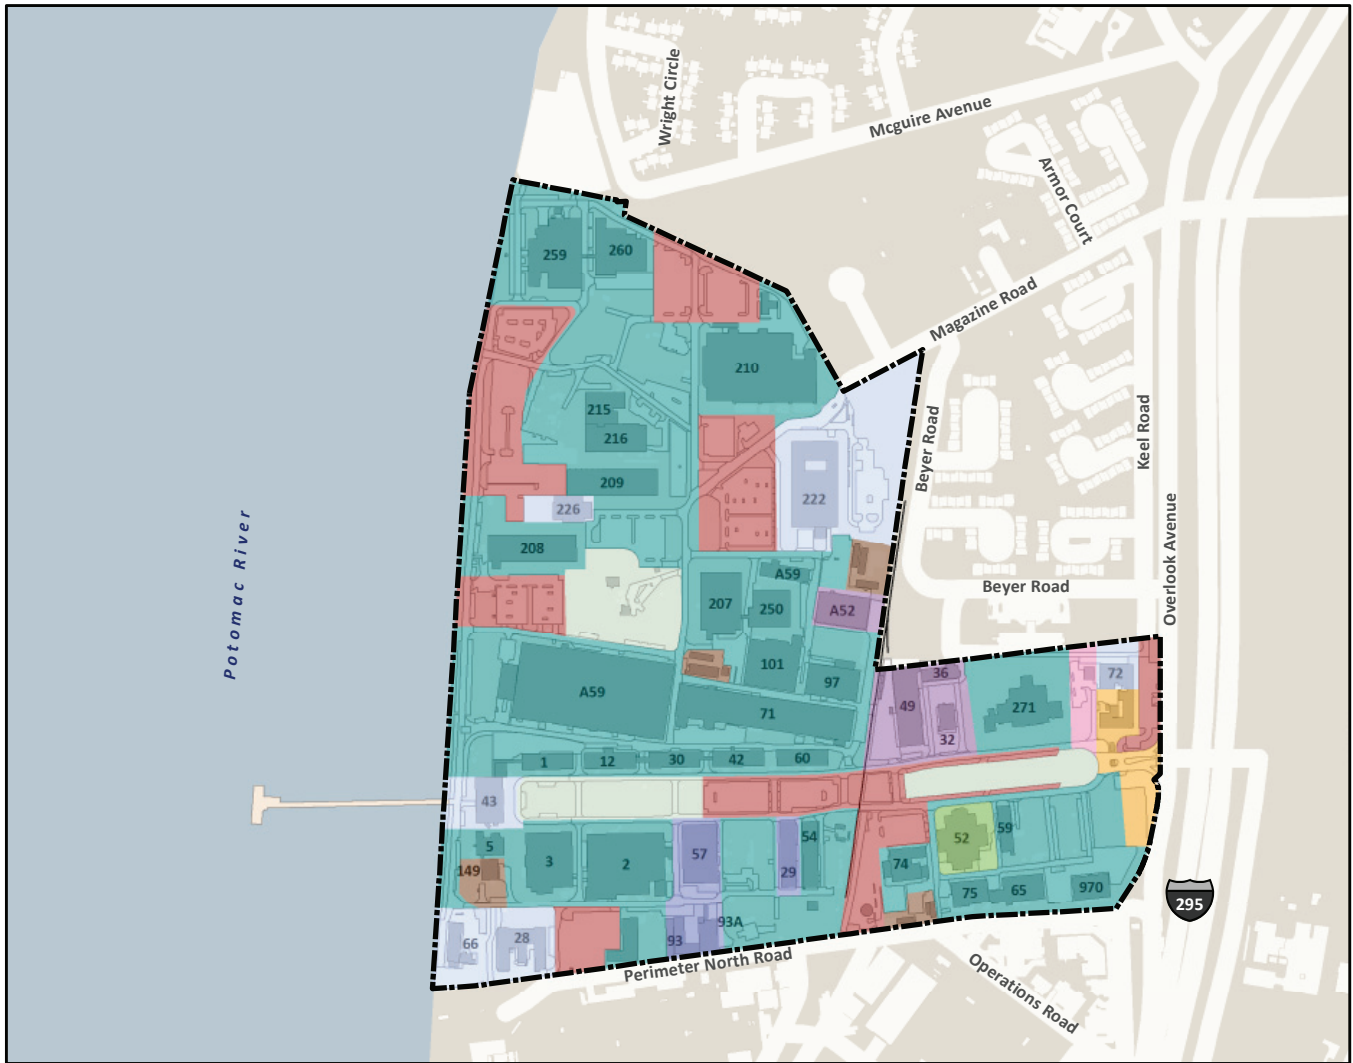 Wright Circle
Mcguire Avenue
Armor Court
Magazine Road
259
260
210
215
216
209
226
222
208
Beyer Road
Keel Road
Overlook Avenue
Potomac River
Beyer Road
A59
207
250
A52
101
97
A59
71
36
49
32
271
72
1
12
30
42
60
43
5
149
3
2
57
29
54
74
52
59
75
65
970
66
28
93
93A
295
Perimeter North Road
Operations Road